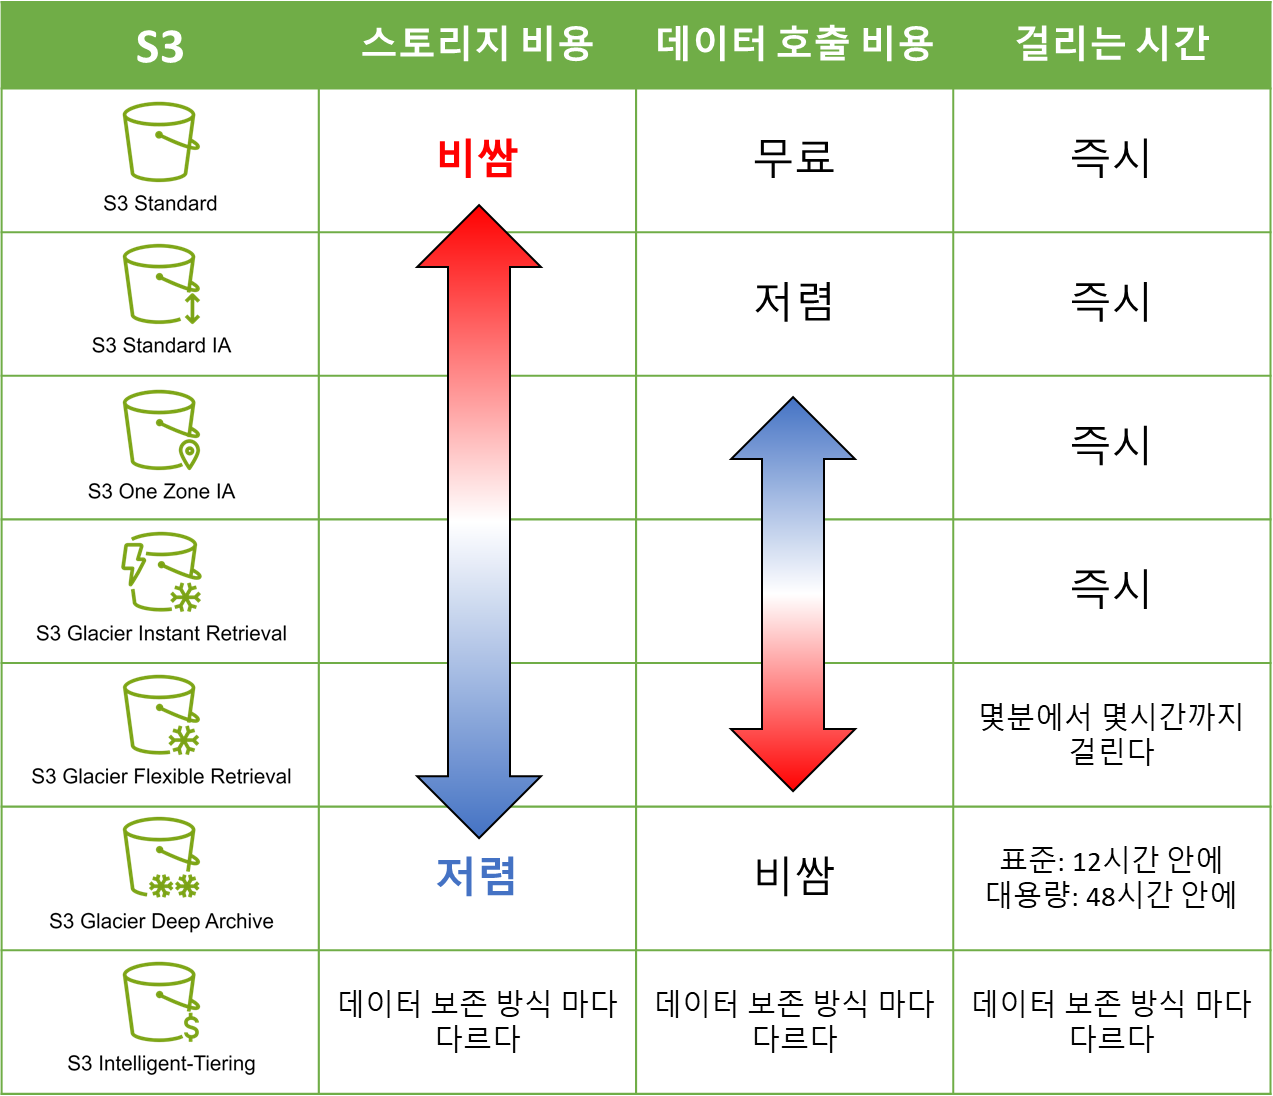 S3
스토리지 비용
데이터 호출 비용
걸리는 시간
S3 Standard
비쌈
무료
즉시
S3 Standard IA
저렴
즉시
S3 One Zone IA
즉시
S3 Glacier Instant Retrieval
즉시
S3 Glacier Flexible Retrieval
몇분에서 몇시간까지
걸린다
S3 Glacier Deep Archive
저렴
비쌈
표준: 12시간 안에
대용량: 48시간 안에
S3 Intelligent-Tiering
데이터 보존 방식 마다
다르다
데이터 보존 방식 마다
다르다
데이터 보존 방식 마다
다르다